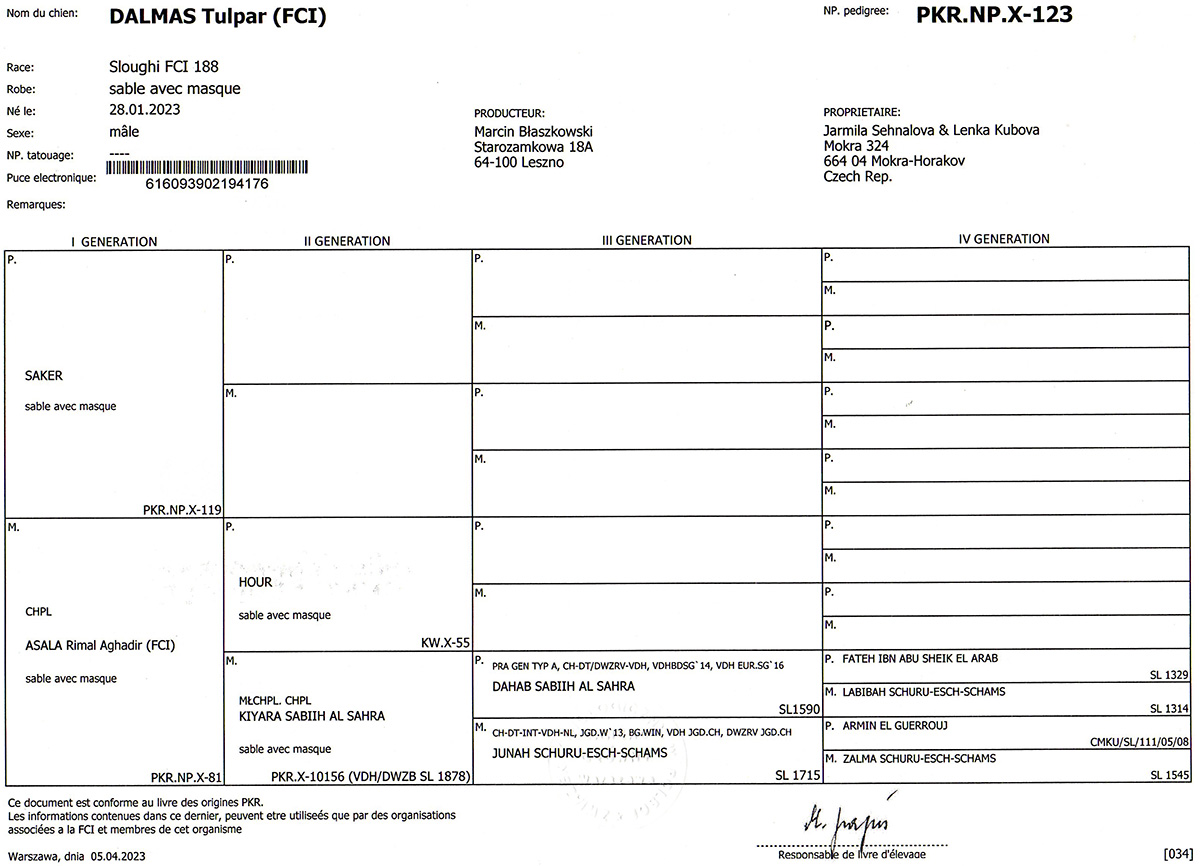 Nom du chien: DALMAS Tulpar (FCI)
NP. pedigree: PKR.NP.X-123
Race: Sloughi FCI 188
Robe: sable avec masque
Né le: 28.01.2023
Sexe: mâle
NP. tatouage: ----
Puce electronique: 616093902194176
Remarques:
PRODUCTEUR:
Marcin Błaszkowski
Starozamkowa 18A
64-100 Leszno
PROPRIETAIRE:
Jarmila Sehnalova & Lenka Kubova
Mokra 324
664 04 Mokra-Horakov
Czech Rep.
I GENERATION
II GENERATION
III GENERATION
IV GENERATION
P.
SAKER
sable avec masque
PKR.NP.X-119
M.
CHPL
ASALA Rimal Aghadir (FCI)
sable avec masque
PKR.NP.X-81
P.
M.
P.
HOUR
sable avec masque
KW.X-55
M.
MŁCHPL. CHPL
KIYARA SABIIH AL SAHRA
sable avec masque
PKR.X-10156 (VDH/DWZB SL 1878)
P.
M.
P.
M.
P.
M.
P. PRA GEN TYP A, CH-DT/DWZRV-VDH, VDHBDSG`14, VDH EUR.SG`16
DAHAB SABIIH AL SAHRA
SL1590
M. CH-DT-INT-VDH-NL, JGD.W`13, BG.WIN, VDH JGD.CH, DWZRV JGD.CH
JUNAH SCHURU-ESCH-SCHAMS
SL 1715
P.
M.
P.
M.
P.
M.
P.
M.
P.
M.
P.
M.
P. FATEH IBN ABU SHEIK EL ARAB
SL 1329
M. LABIBAH SCHURU-ESCH-SCHAMS
SL 1314
P. ARMIN EL GUERROUJ
CMKU/SL/111/05/08
M. ZALMA SCHURU-ESCH-SCHAMS
SL 1545
Ce document est conforme au livre des origines PKR.
Les informations contenues dans ce dernier, peuvent etre utiliseés que par des organisations
associées a la FCI et membres de cet organisme
Warszawa, dnia 05.04.2023
Responsable de livre d'élevage
[034]